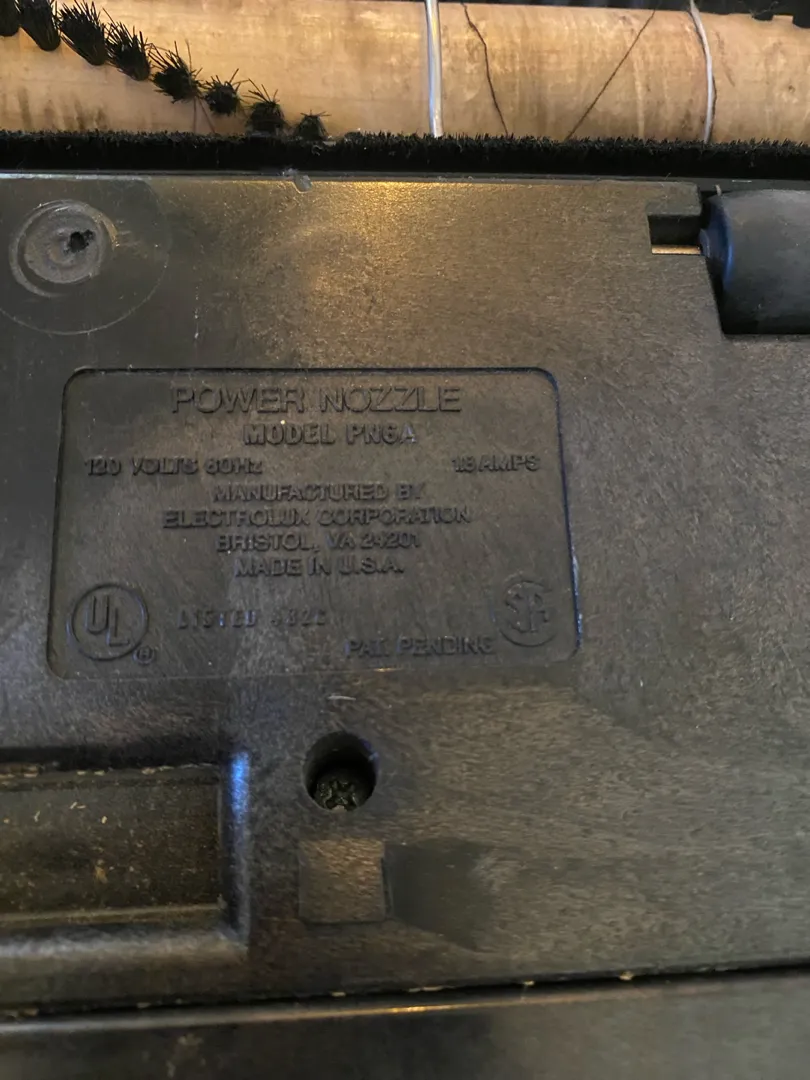 POWER NOZZLE
MODEL PN6A
120 VOLTS 60Hz 1.8 AMPS
MANUFACTURED BY
ELECTROLUX CORPORATION
BRISTOL, VA 24201
MADE IN U.S.A.
UL ® LISTED
PAT. PENDING